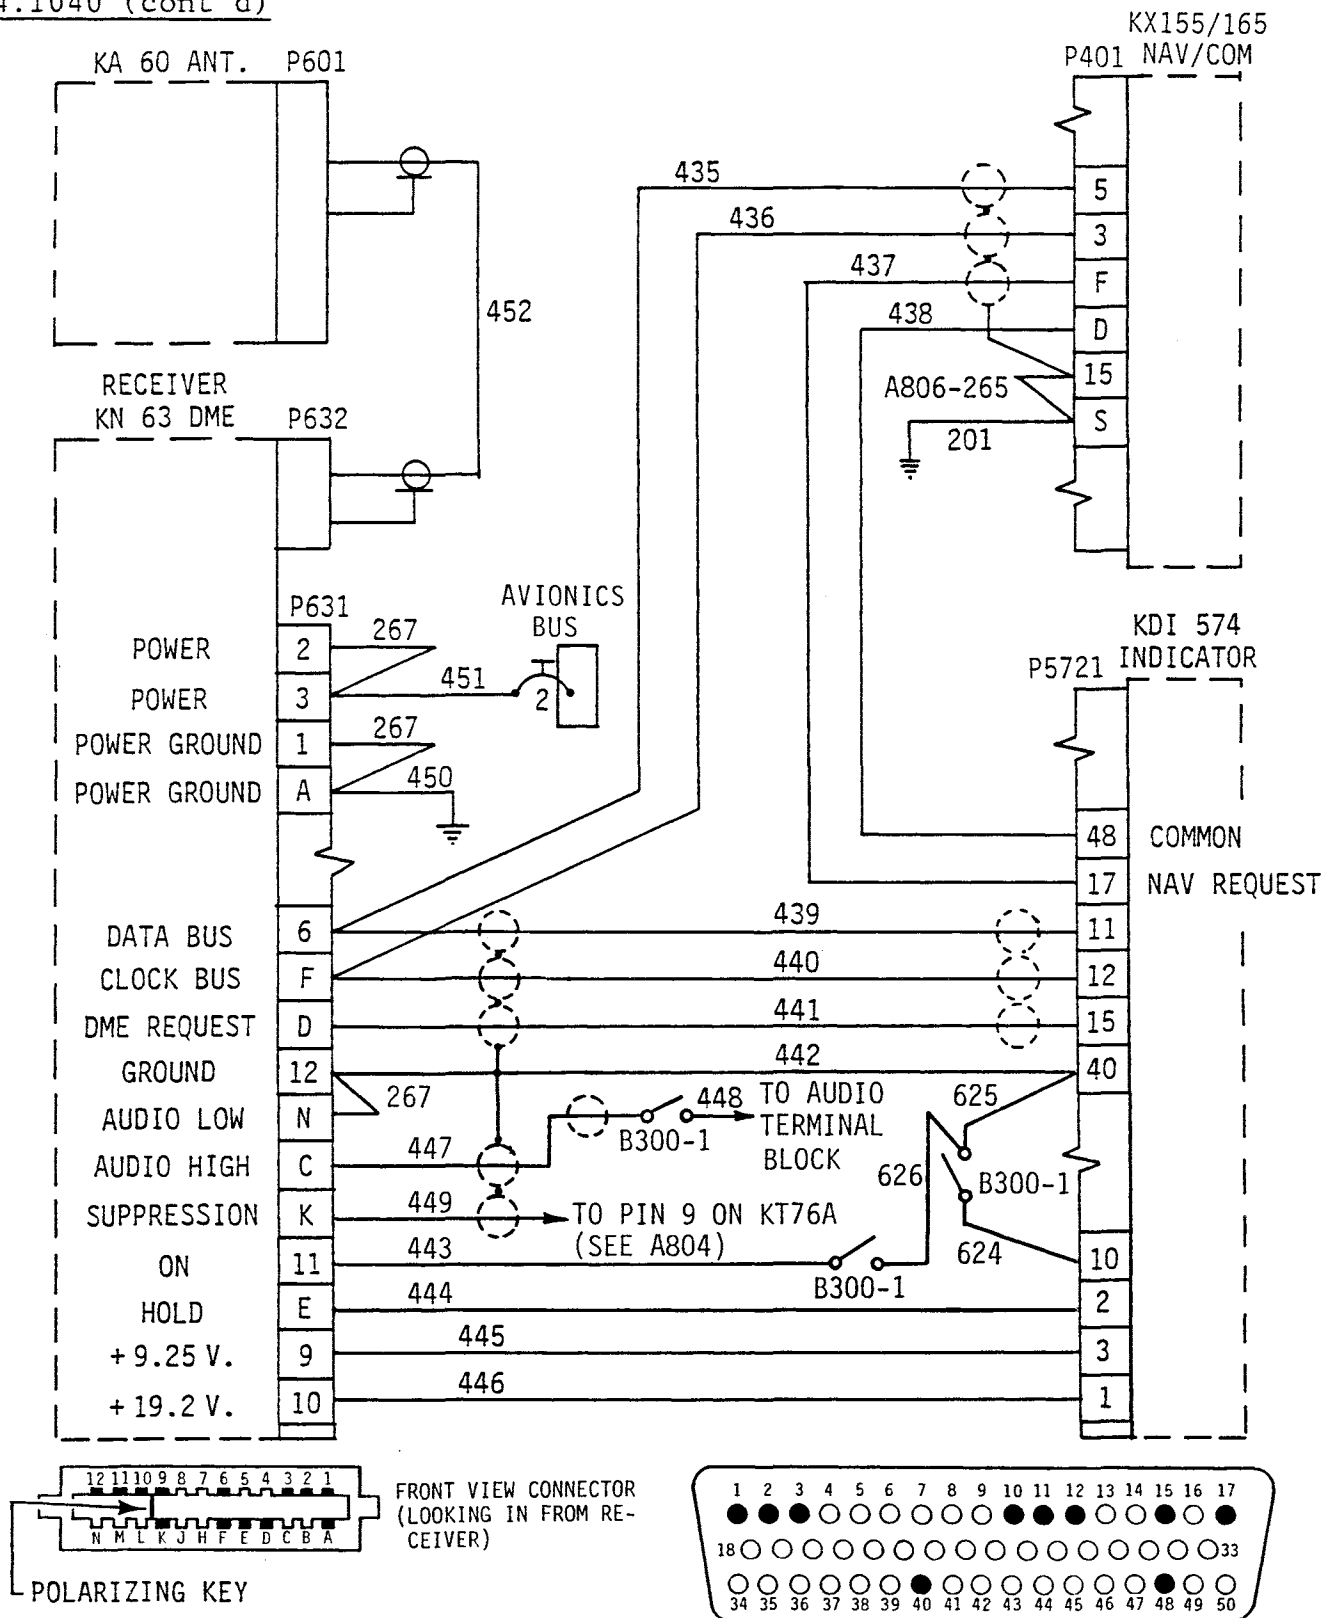 4.1040 (cont'd)
KX155/165
NAV/COM
KA 60 ANT.
P601
P401
435
5
436
3
437
F
438
D
452
A806-265
15
201
S
RECEIVER
KN 63 DME
P632
AVIONICS
BUS
P631
KDI 574
INDICATOR
P5721
POWER
2
267
POWER
3
451
2
POWER GROUND
1
267
POWER GROUND
A
450
48
COMMON
17
NAV REQUEST
DATA BUS
6
439
11
CLOCK BUS
F
440
12
DME REQUEST
D
441
15
GROUND
12
442
40
AUDIO LOW
N
267
B300-1
448
TO AUDIO
TERMINAL
BLOCK
625
AUDIO HIGH
C
447
626
B300-1
SUPPRESSION
K
449
TO PIN 9 ON KT76A
(SEE A804)
624
ON
11
443
B300-1
10
HOLD
E
444
2
+9.25 V.
9
445
3
+19.2 V.
10
446
1
12 11 10 9 8 7 6 5 4 3 2 1
N M L K J H F E D C B A
POLARIZING KEY
FRONT VIEW CONNECTOR
(LOOKING IN FROM RE-
CEIVER)
1 2 3 4 5 6 7 8 9 10 11 12 13 14 15 16 17
18 33
34 35 36 37 38 39 40 41 42 43 44 45 46 47 48 49 50